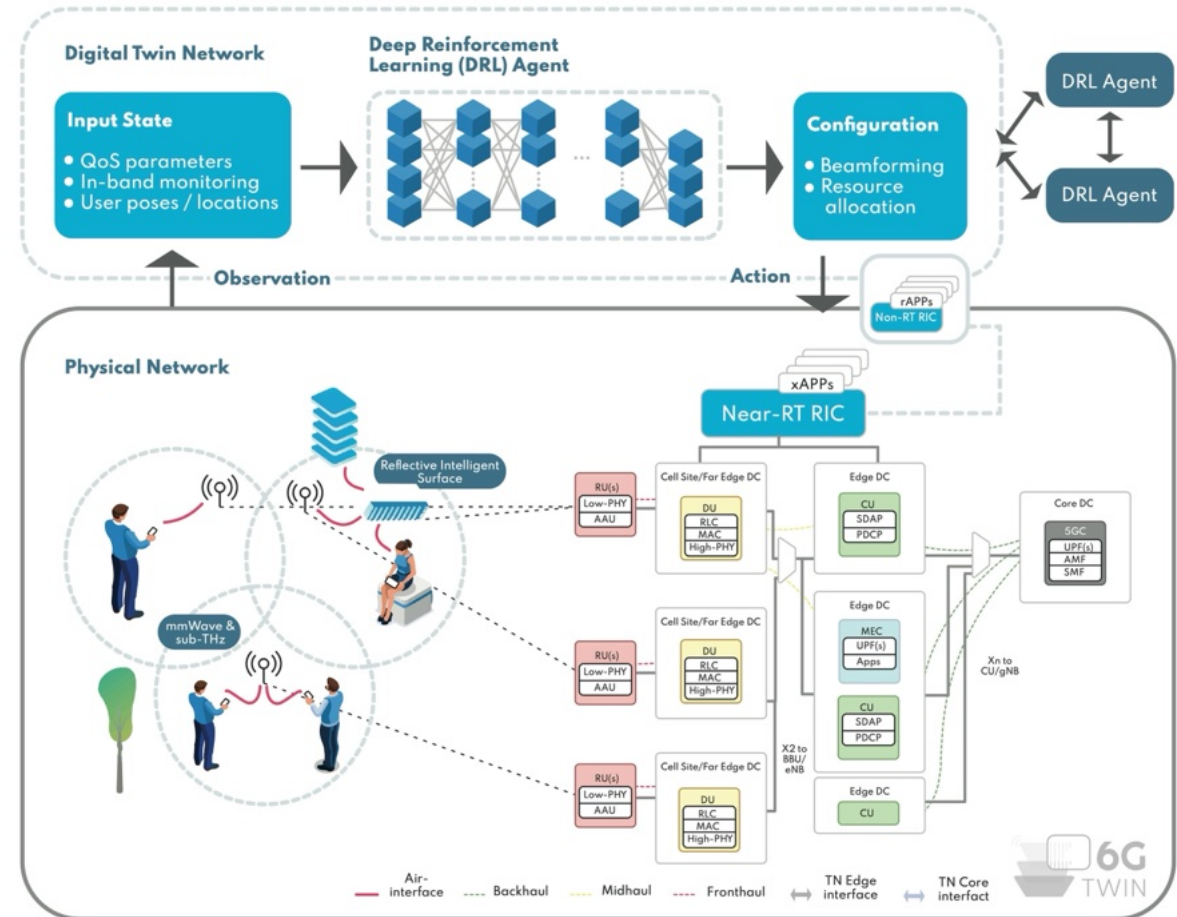 Digital Twin Network
Deep Reinforcement
Learning (DRL) Agent
Input State
• QoS parameters
• In-band monitoring
• User poses / locations
...
Configuration
• Beamforming
• Resource
allocation
DRL Agent
DRL Agent
Observation
Action
rAPPs
Non-RT RIC
Physical Network
xAPPs
Near-RT RIC
Reflective Intelligent
Surface
mmWave &
sub-THz
RU(s)
Low-PHY
AAU
Cell Site/Far Edge DC
DU
RLC
MAC
High-PHY
Edge DC
CU
SDAP
PDCP
Core DC
5GC
UPF(s)
AMF
SMF
RU(s)
Low-PHY
AAU
Cell Site/Far Edge DC
DU
RLC
MAC
High-PHY
Edge DC
MEC
UPF(s)
Apps
CU
SDAP
PDCP
Xn to
CU/gNB
X2 to
BBU/
eNB
RU(s)
Low-PHY
AAU
Cell Site/Far Edge DC
DU
RLC
MAC
High-PHY
Edge DC
CU
Air-
interface
Backhaul
Midhaul
Fronthaul
TN Edge
interface
TN Core
interfact
6G
TWIN